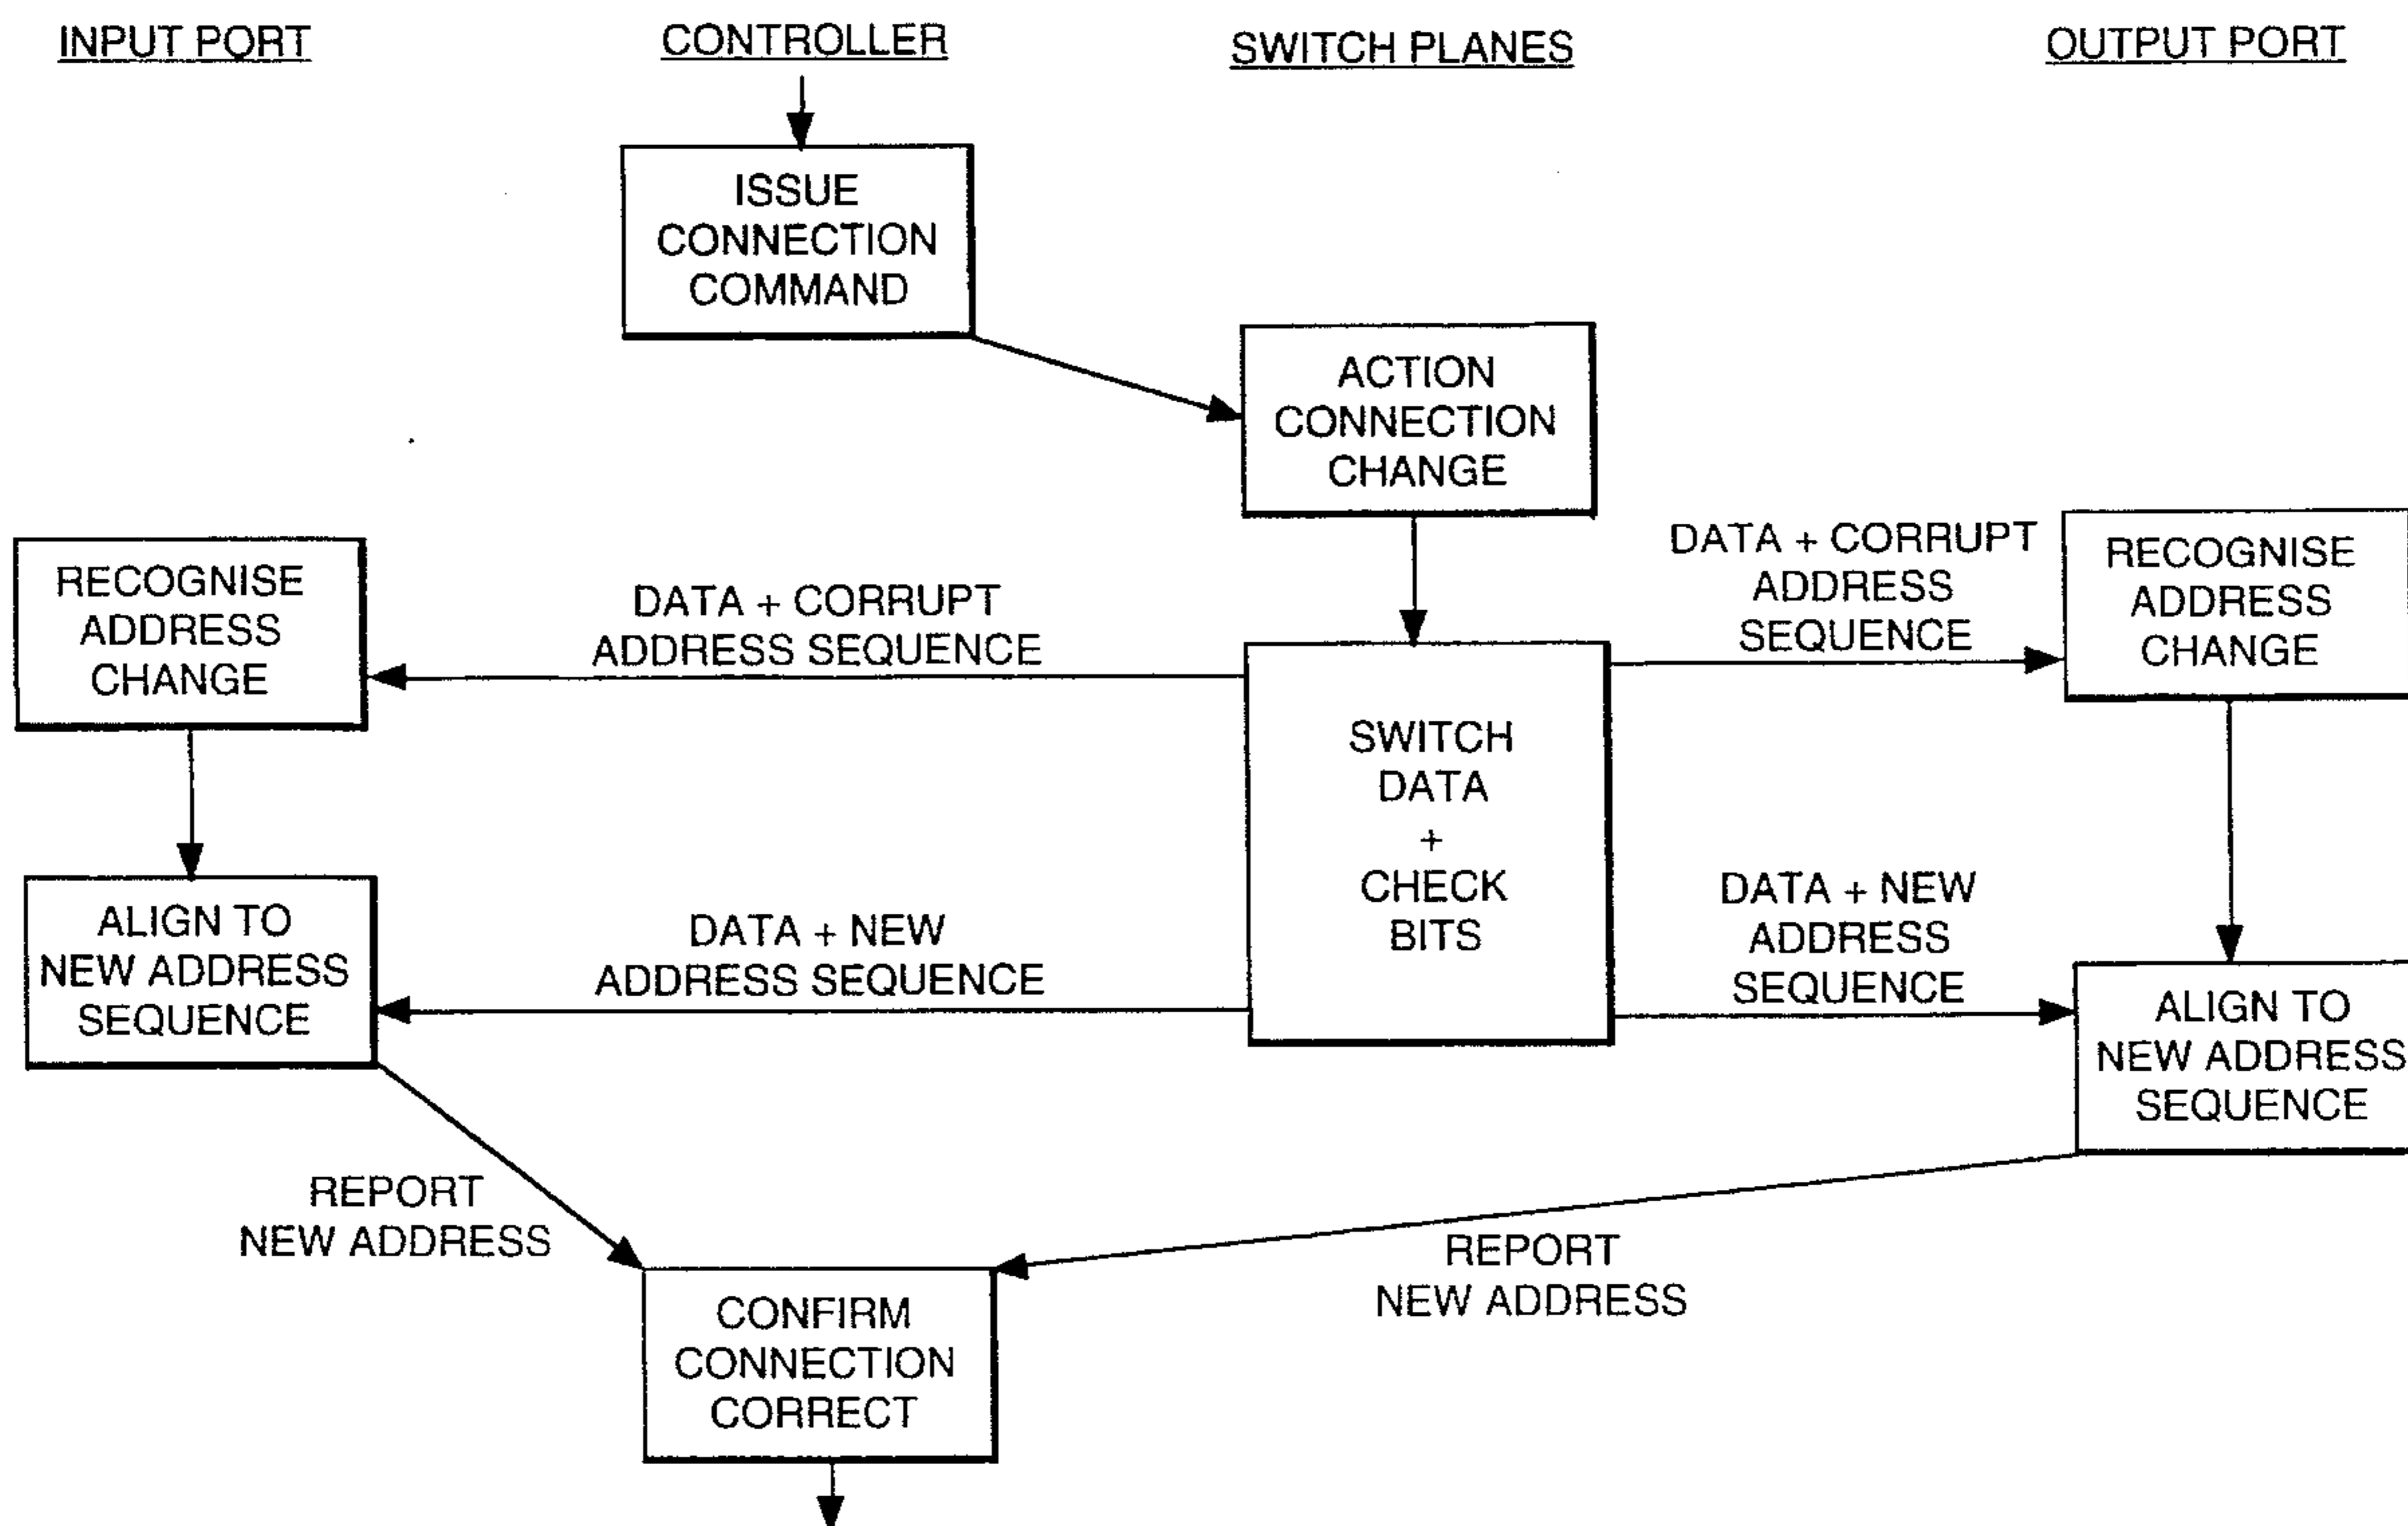 INPUT PORT
CONTROLLER
SWITCH PLANES
OUTPUT PORT
ISSUE
CONNECTION
COMMAND
ACTION
CONNECTION
CHANGE
RECOGNISE
ADDRESS
CHANGE
DATA + CORRUPT
ADDRESS SEQUENCE
DATA + CORRUPT
ADDRESS
SEQUENCE
RECOGNISE
ADDRESS
CHANGE
SWITCH
DATA
+
CHECK
BITS
ALIGN TO
NEW ADDRESS
SEQUENCE
DATA + NEW
ADDRESS SEQUENCE
DATA + NEW
ADDRESS
SEQUENCE
ALIGN TO
NEW ADDRESS
SEQUENCE
REPORT
NEW ADDRESS
REPORT
NEW ADDRESS
CONFIRM
CONNECTION
CORRECT